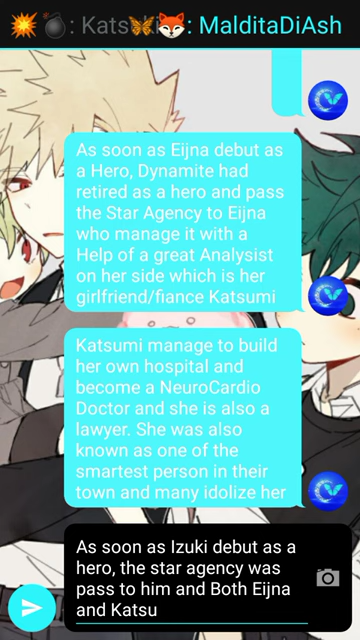 💥💣: Kats🦋🦊: MalditaDiAsh
As soon as Eijna debut as
a Hero, Dynamite had
retired as a hero and pass
the Star Agency to Eijna
who manage it with a
Help of a great Analysist
on her side which is her
girlfriend/fiance Katsumi
Katsumi manage to build
her own hospital and
become a NeuroCardio
Doctor and she is also a
lawyer. She was also
known as one of the
smartest person in their
town and many idolize her
As soon as Izuki debut as a
hero, the star agency was
pass to him and Both Eijna
and Katsu